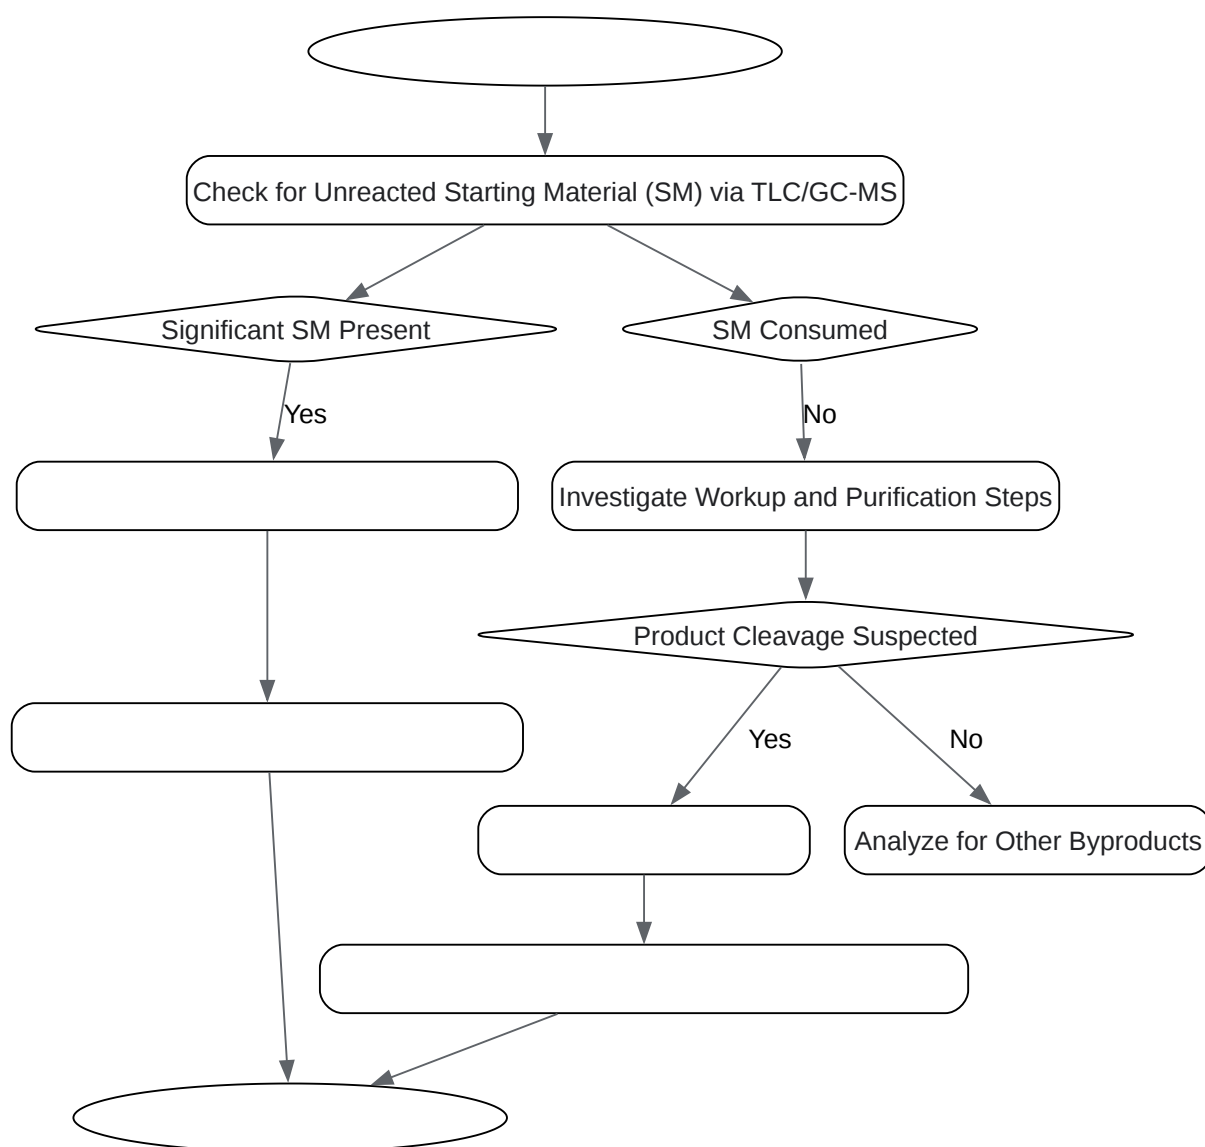 Check for Unreacted Starting Material (SM) via TLC/GC-MS
Significant SM Present
SM Consumed
Yes
No
Investigate Workup and Purification Steps
Product Cleavage Suspected
Yes
No
Analyze for Other Byproducts